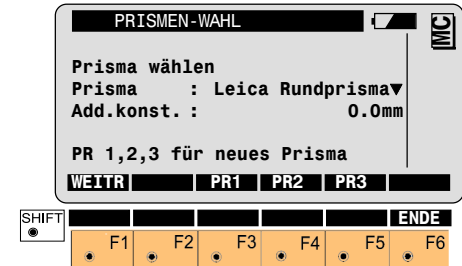 PRISMEN-WAHL
MC
Prisma wählen
Prisma : Leica Rundprisma▼
Add.konst. : 0.0mm
PR 1,2,3 für neues Prisma
WEITR PR1 PR2 PR3
SHIFT ENDE
F1 F2 F3 F4 F5 F6